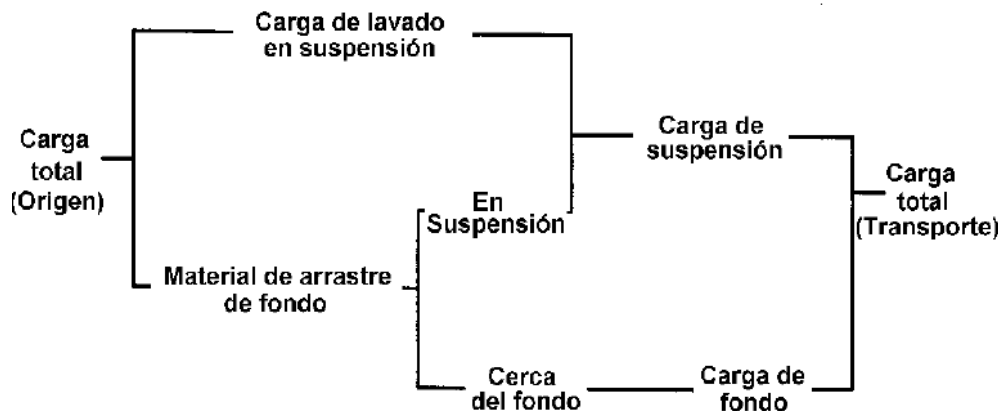 Carga de lavado
en suspensión
Carga
total
(Origen)
Carga de
suspensión
En
Suspensión
Carga
total
(Transporte)
Material de arrastre
de fondo
Cerca
del fondo
Carga de
fondo